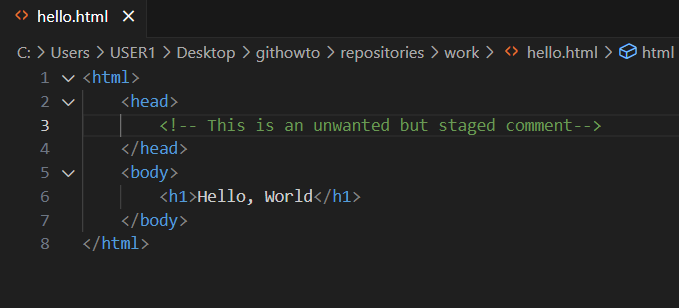 hello.html ×
C: > Users > USER1 > Desktop > githowto > repositories > work > <> hello.html > html
1 <html>
2 <head>
3 <!-- This is an unwanted but staged comment-->
4 </head>
5 <body>
6 <h1>Hello, World</h1>
7 </body>
8 </html>